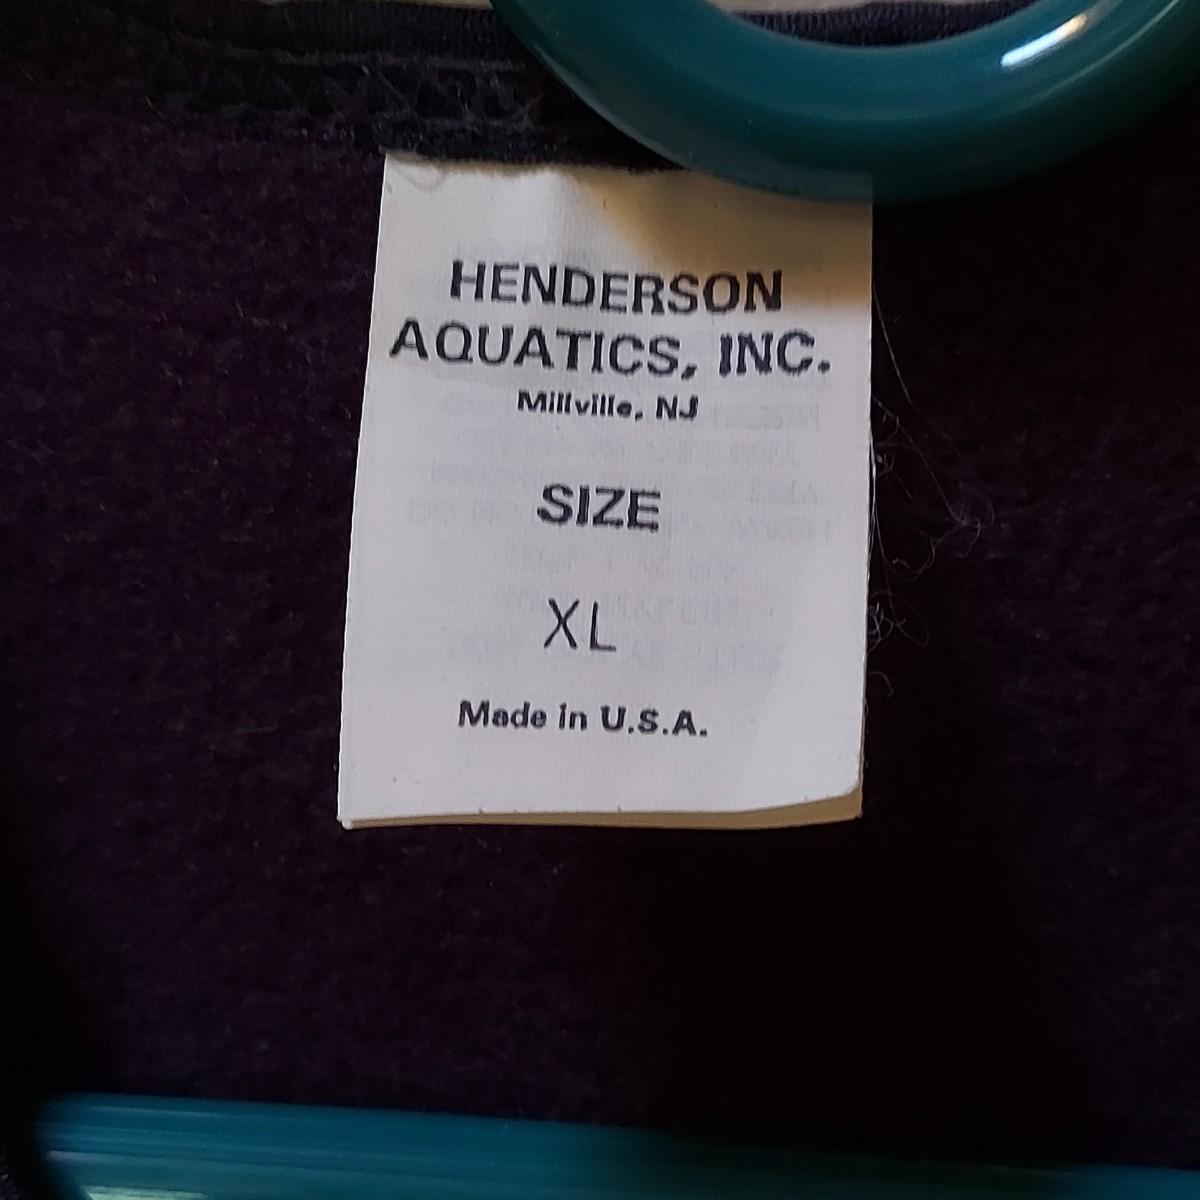 HENDERSON
AQUATICS, INC.
Millville, NJ
SIZE
XL
Made in U.S.A.